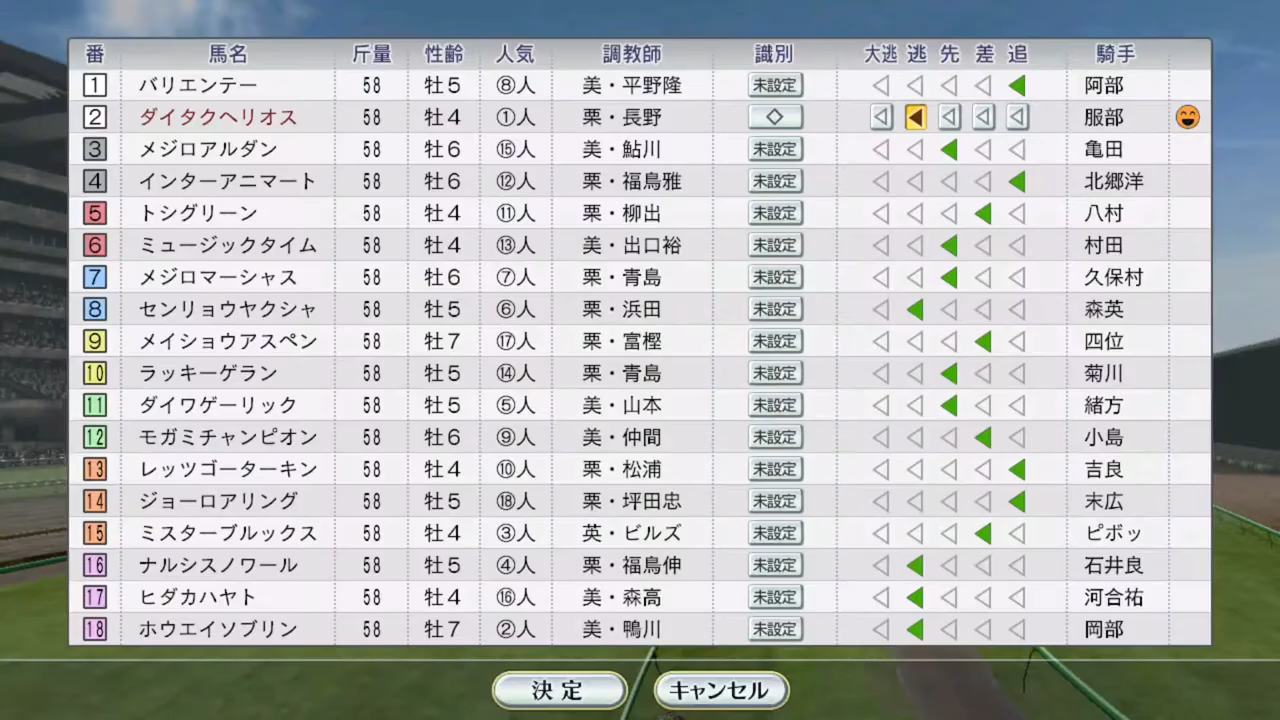 番 馬名 斤量 性齢 人気 調教師 識別 大逃 逃 先 差 追 騎手
1 バリエンテー 58 牡5 ⑧人 美・平野隆 未設定 阿部
2 ダイタクヘリオス 58 牡4 ①人 栗・長野 ◇ 服部
3 メジロアルダン 58 牡6 ⑮人 美・鮎川 未設定 亀田
4 インターアニマート 58 牡6 ⑫人 栗・福島雅 未設定 北郷洋
5 トシグリーン 58 牡4 ⑪人 栗・柳出 未設定 八村
6 ミュージックタイム 58 牡4 ⑬人 美・出口裕 未設定 村田
7 メジロマーシャス 58 牡6 ⑦人 栗・青島 未設定 久保村
8 センリョウヤクシャ 58 牡5 ⑥人 栗・浜田 未設定 森英
9 メイショウアスペン 58 牡7 ⑰人 栗・富樫 未設定 四位
10 ラッキーゲラン 58 牡5 ⑭人 栗・青島 未設定 菊川
11 ダイワゲーリック 58 牡5 ⑤人 美・山本 未設定 緒方
12 モガミチャンピオン 58 牡6 ⑨人 美・仲間 未設定 小島
13 レッツゴーターキン 58 牡4 ⑩人 栗・松浦 未設定 吉良
14 ジョーロアリング 58 牡5 ⑱人 栗・坪田忠 未設定 末広
15 ミスターブルックス 58 牡4 ③人 英・ビルズ 未設定 ピボッ
16 ナルシスノワール 58 牡5 ④人 栗・福島伸 未設定 石井良
17 ヒダカハヤト 58 牡4 ⑯人 美・森高 未設定 河合祐
18 ホウエイソブリン 58 牡7 ②人 美・鴨川 未設定 岡部
決定 キャンセル